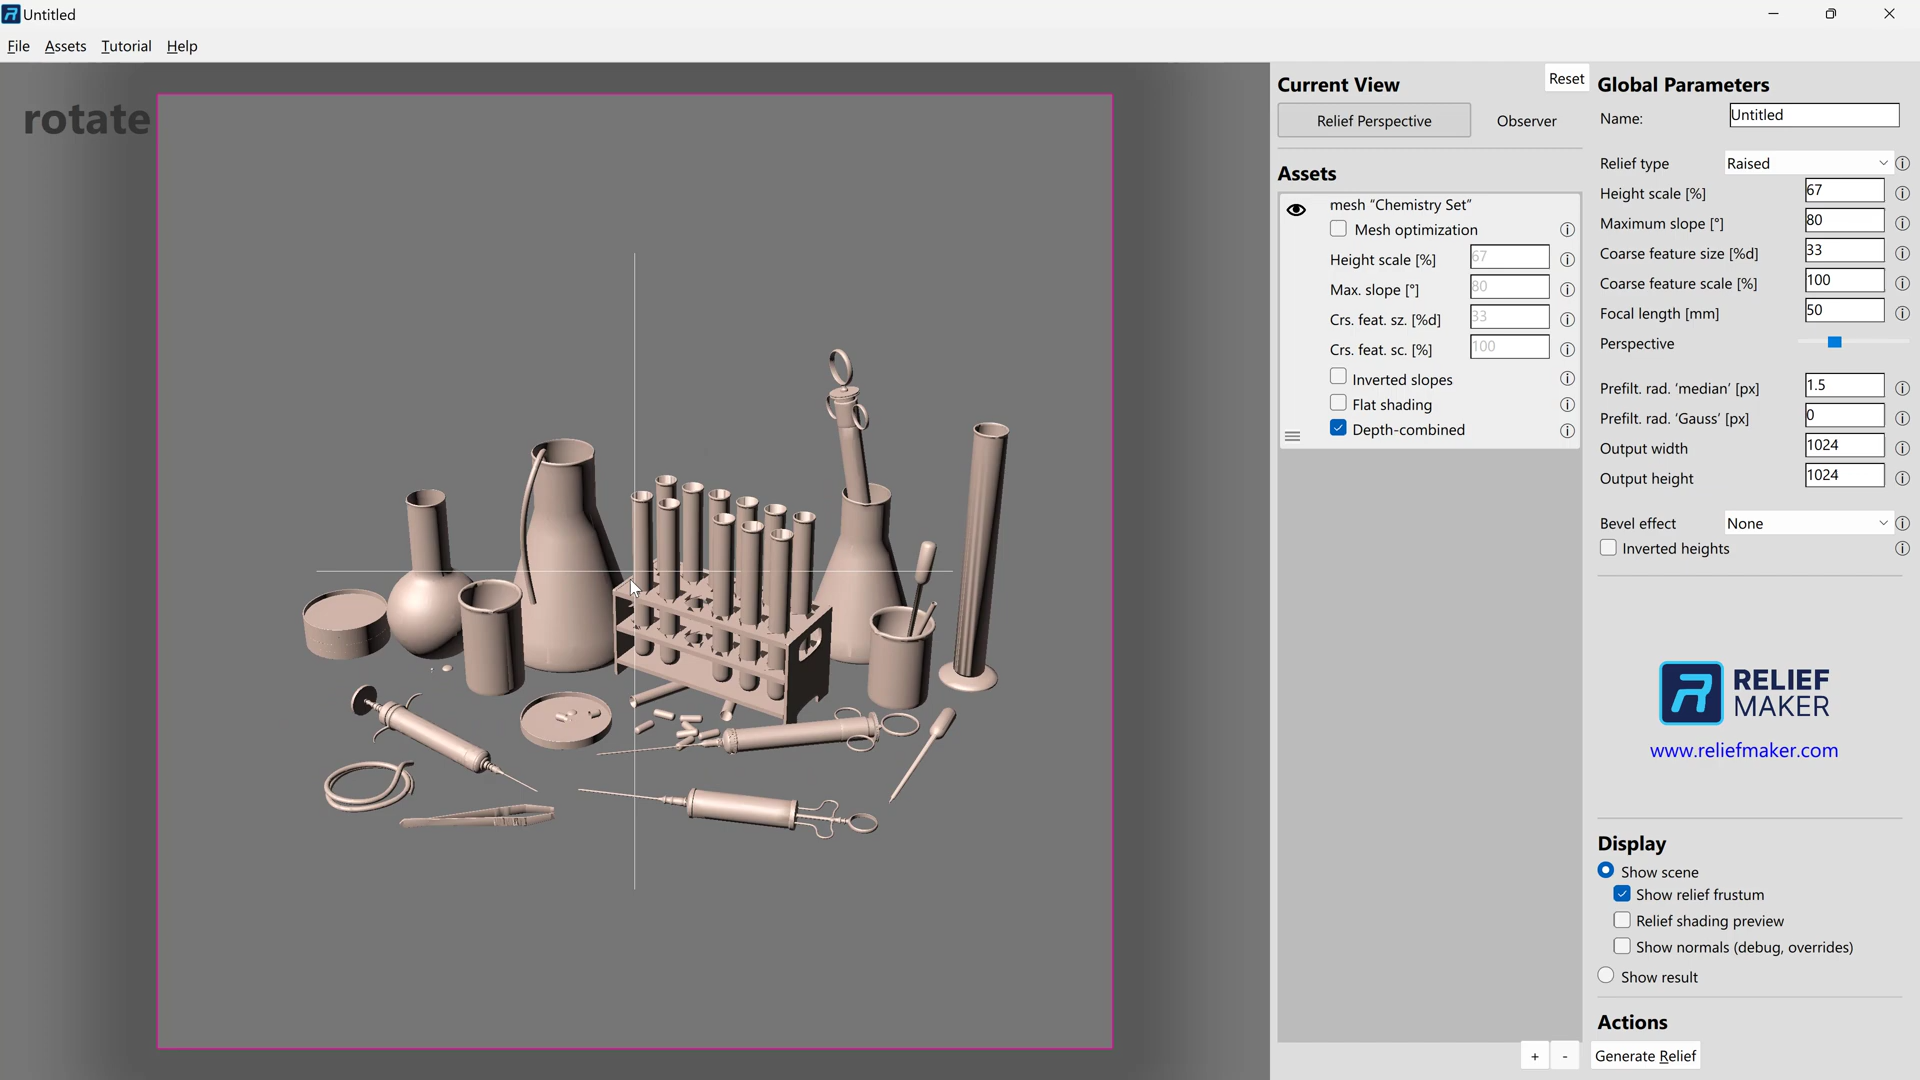 Untitled
File Assets Tutorial Help
rotate
Current View
Reset
Relief Perspective Observer
Assets
mesh “Chemistry Set”
Mesh optimization
Height scale [%] 67
Max. slope [°] 80
Crs. feat. sz. [%d] 33
Crs. feat. sc. [%] 100
Inverted slopes
Flat shading
Depth-combined
+ -
Global Parameters
Name: Untitled
Relief type Raised
Height scale [%] 67
Maximum slope [°] 80
Coarse feature size [%d] 33
Coarse feature scale [%] 100
Focal length [mm] 50
Perspective
Prefilt. rad. ‘median’ [px] 1.5
Prefilt. rad. ‘Gauss’ [px] 0
Output width 1024
Output height 1024
Bevel effect None
Inverted heights
RELIEF
MAKER
www.reliefmaker.com
Display
Show scene
Show relief frustum
Relief shading preview
Show normals (debug, overrides)
Show result
Actions
Generate Relief